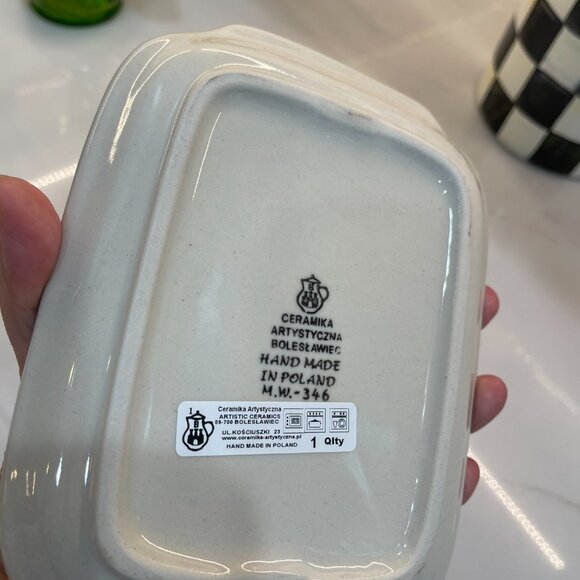 CERAMIKA
ARTYSTYCZNA
BOLESŁAWIEC
HAND MADE
IN POLAND
M.W.-346
Ceramika Artystyczna
ARTISTIC CERAMICS
59-700 BOLESŁAWIEC
UL.KOŚCIUSZKI 23
www.ceramika-artystyczna.pl
HAND MADE IN POLAND
1 Qlty